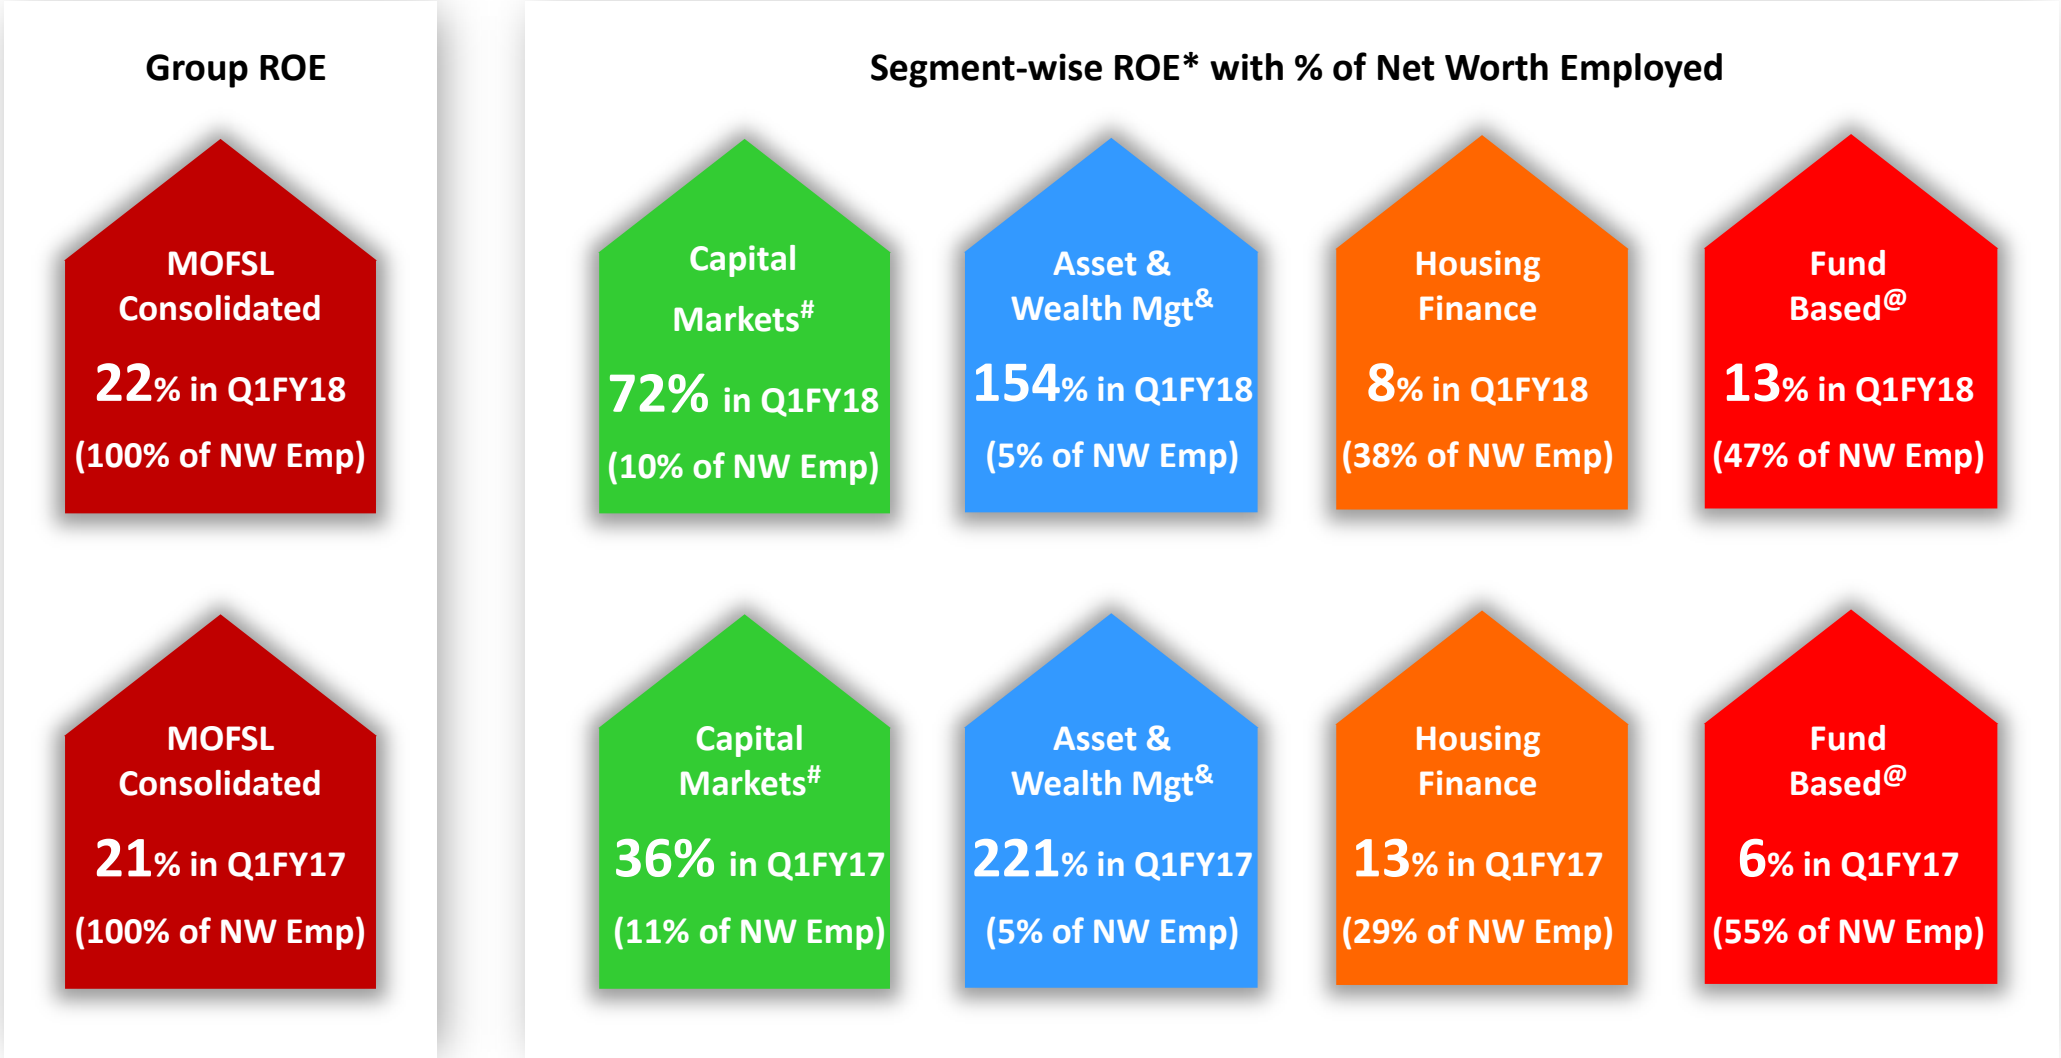 Group ROE
Segment-wise ROE* with % of Net Worth Employed
MOFSL
Consolidated
22% in Q1FY18
(100% of NW Emp)
Capital
Markets#
72% in Q1FY18
(10% of NW Emp)
Asset &
Wealth Mgt&
154% in Q1FY18
(5% of NW Emp)
Housing
Finance
8% in Q1FY18
(38% of NW Emp)
Fund
Based@
13% in Q1FY18
(47% of NW Emp)
MOFSL
Consolidated
21% in Q1FY17
(100% of NW Emp)
Capital
Markets#
36% in Q1FY17
(11% of NW Emp)
Asset &
Wealth Mgt&
221% in Q1FY17
(5% of NW Emp)
Housing
Finance
13% in Q1FY17
(29% of NW Emp)
Fund
Based@
6% in Q1FY17
(55% of NW Emp)